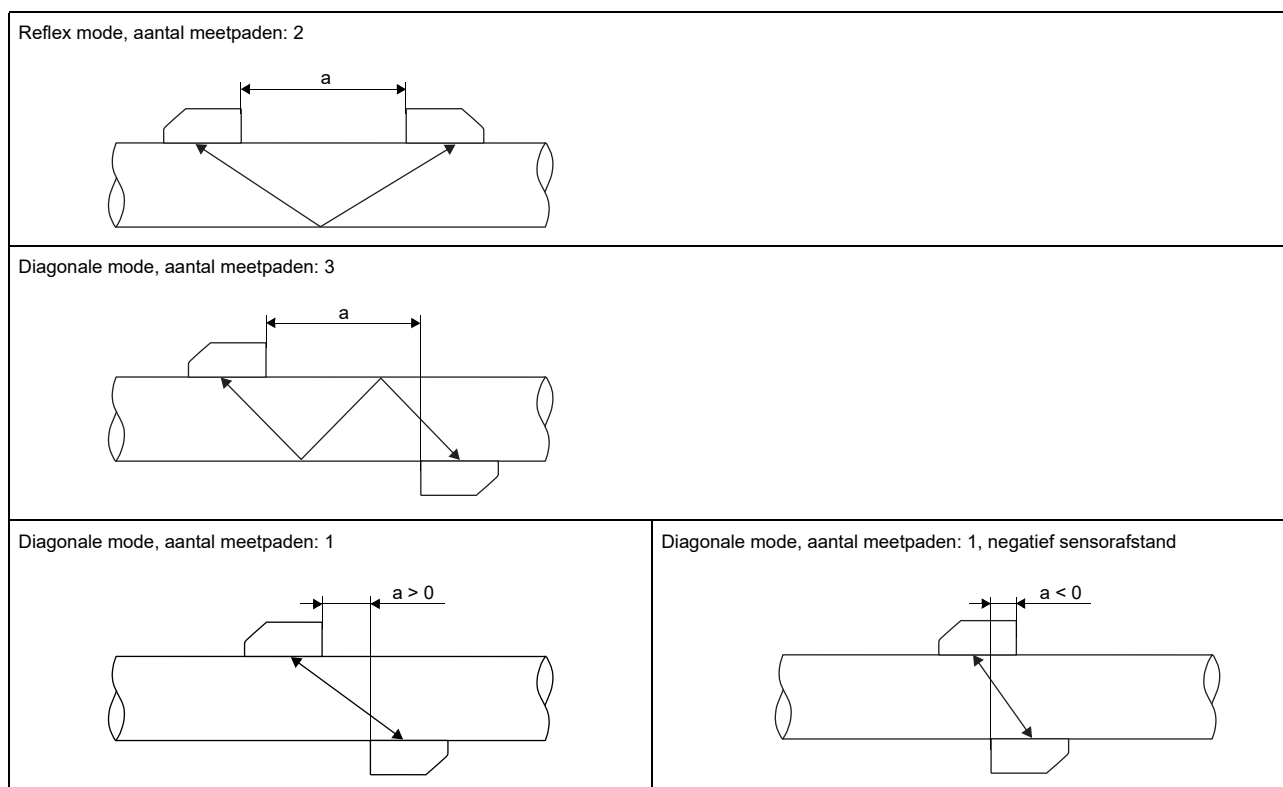 Reflex mode, aantal meetpaden: 2
a
Diagonale mode, aantal meetpaden: 3
a
Diagonale mode, aantal meetpaden: 1
a > 0
Diagonale mode, aantal meetpaden: 1, negatief sensorafstand
a < 0